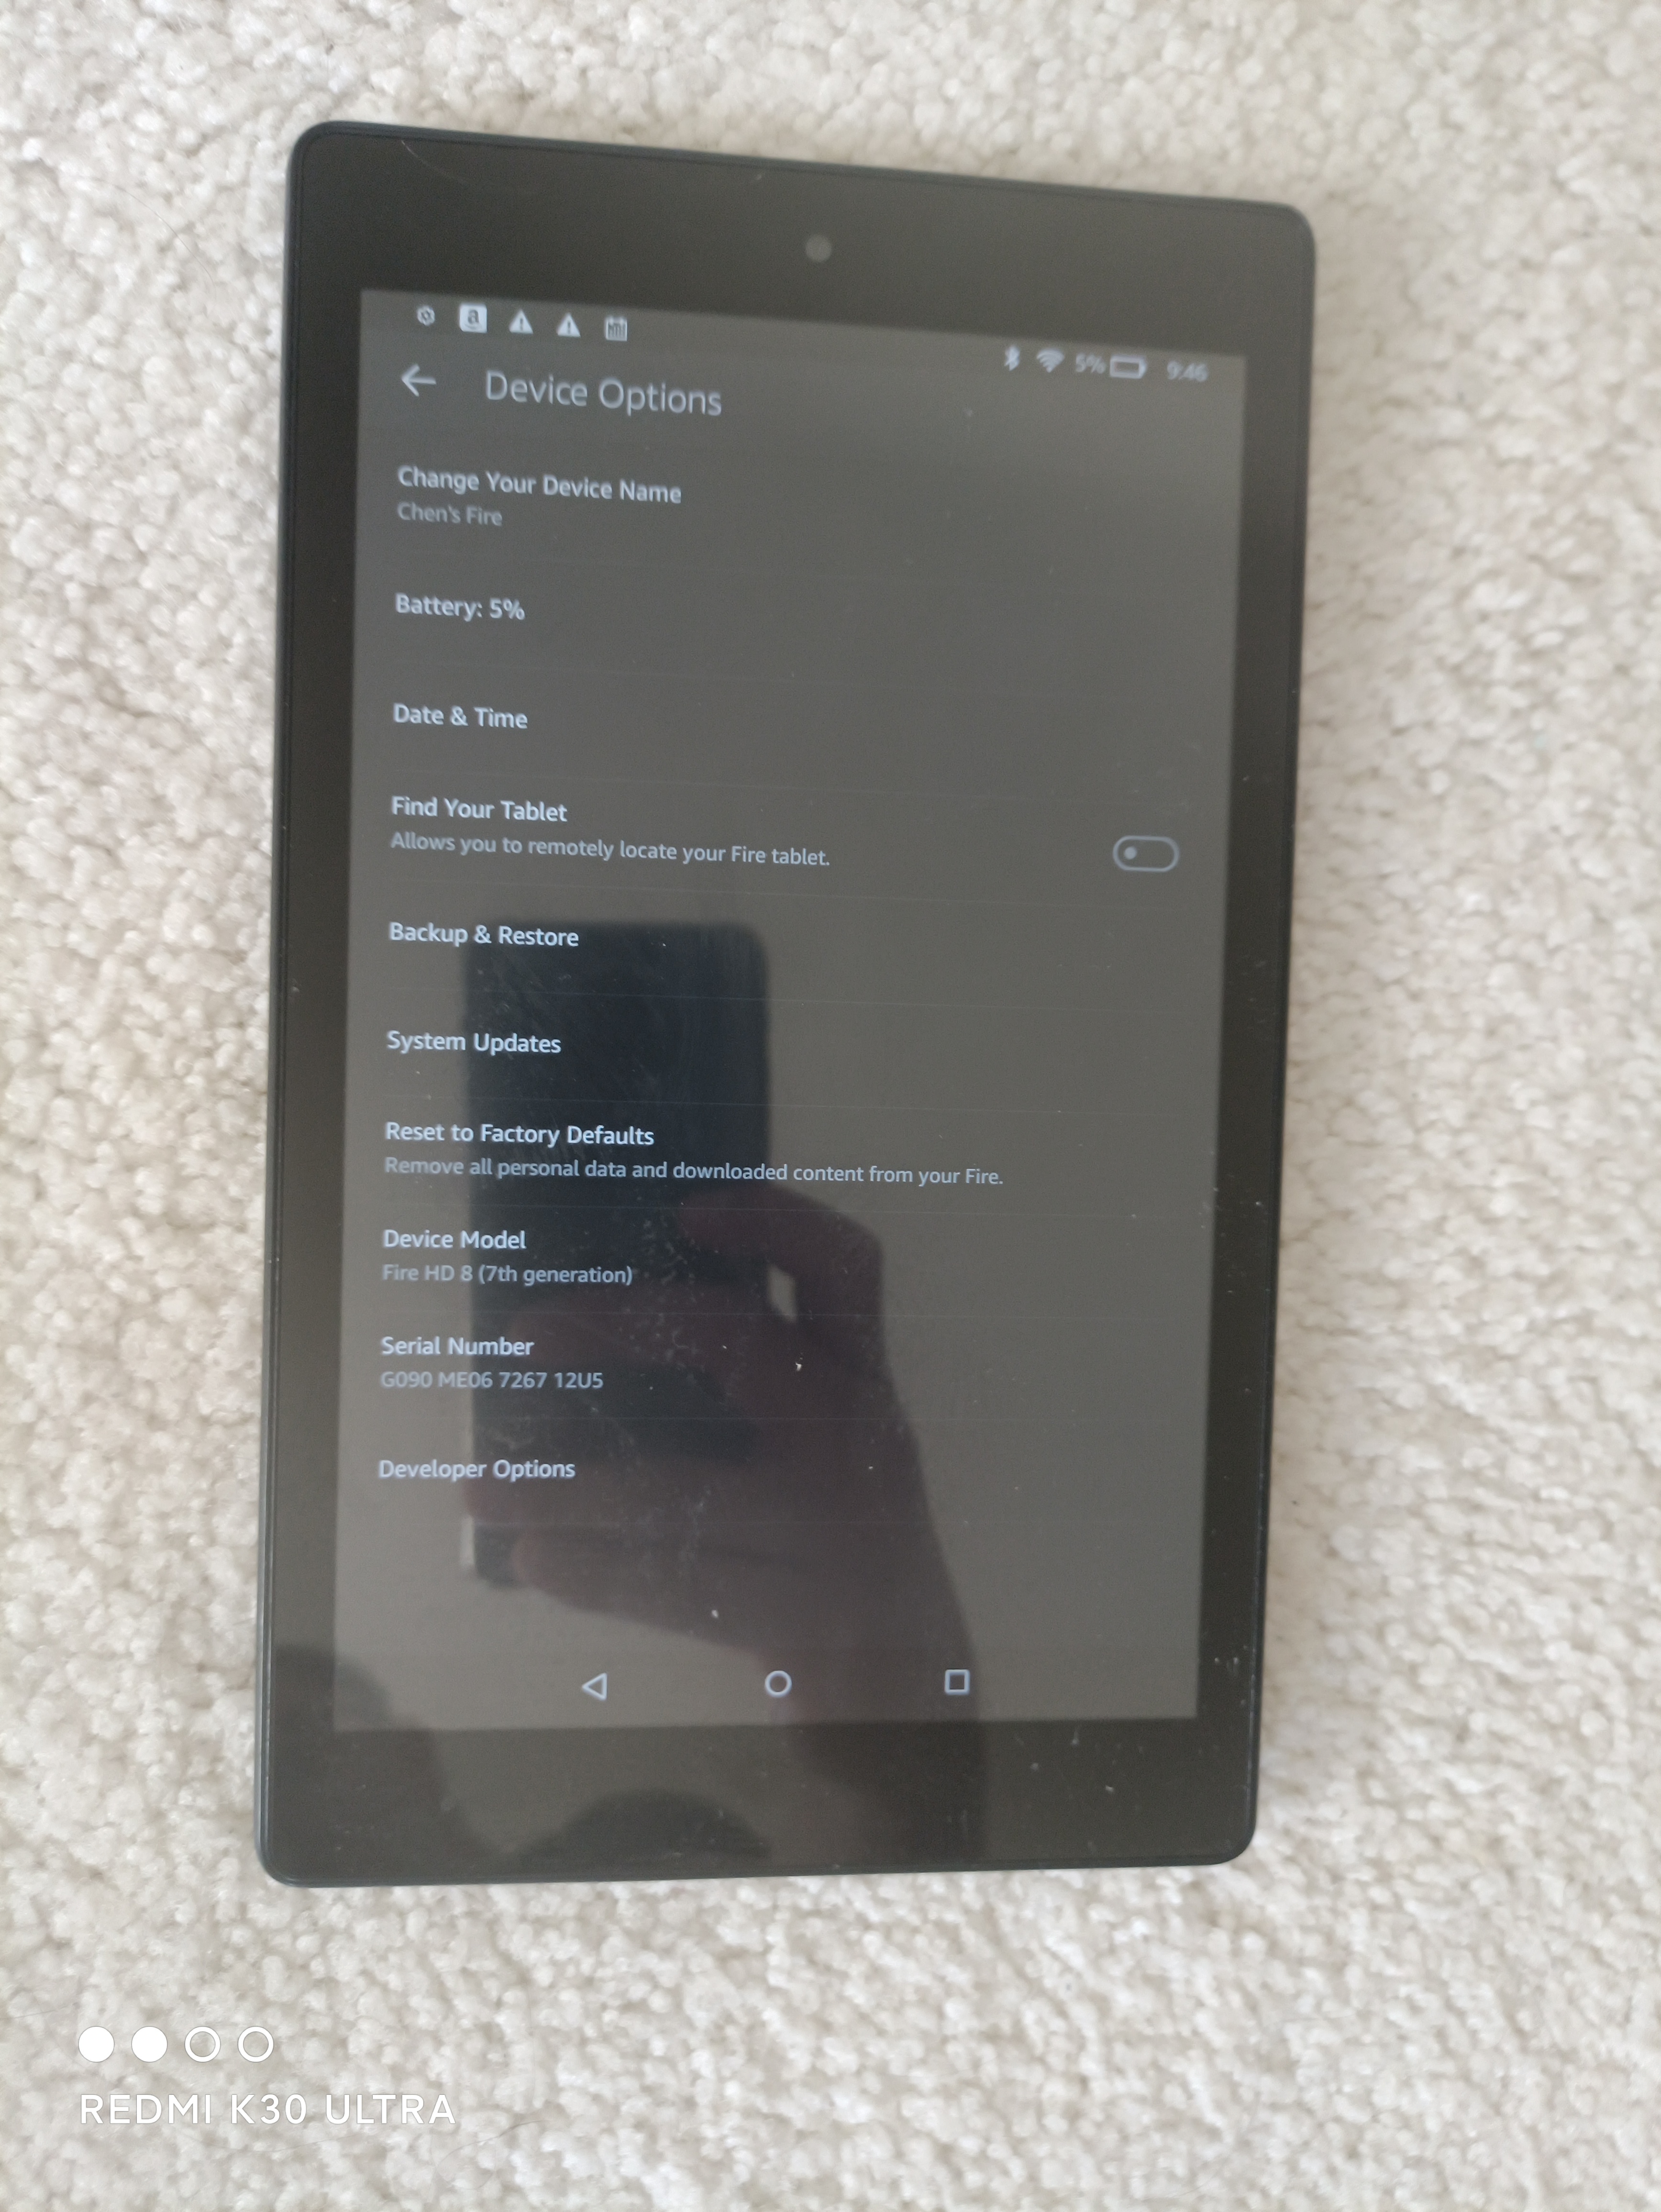 a
5%
9:46
Device Options
Change Your Device Name
Chen's Fire
Battery: 5%
Date & Time
Find Your Tablet
Allows you to remotely locate your Fire tablet.
Backup & Restore
System Updates
Reset to Factory Defaults
Remove all personal data and downloaded content from your Fire.
Device Model
Fire HD 8 (7th generation)
Serial Number
G090 ME06 7267 12U5
Developer Options
REDMI K30 ULTRA